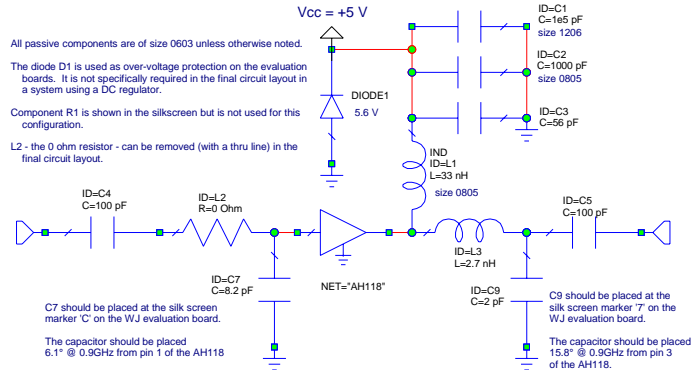 Vcc = +5 V
ID=C1
C=1e5 pF
size 1206
All passive components are of size 0603 unless otherwise noted.
The diode D1 is used as over-voltage protection on the evaluation
boards. It is not specifically required in the final circuit layout in
a system using a DC regulator.
Component R1 is shown in the silkscreen but is not used for this
configuration.
L2 - the 0 ohm resistor - can be removed (with a thru line) in the
final circuit layout.
ID=C2
C=1000 pF
size 0805
DIODE1
5.6 V
ID=C3
C=56 pF
IND
ID=L1
L=33 nH
size 0805
ID=C4
C=100 pF
ID=L2
R=0 Ohm
ID=C5
C=100 pF
ID=L3
L=2.7 nH
ID=C7
C=8.2 pF
NET="AH118"
ID=C9
C=2 pF
C7 should be placed at the silk screen
marker 'C' on the WJ evaluation board.
The capacitor should be placed
6.1° @ 0.9GHz from pin 1 of the AH118
C9 should be placed at the
silk screen marker '7' on the
WJ evaluation board.
The capacitor should be placed
15.8° @ 0.9GHz from pin 3
of the AH118.